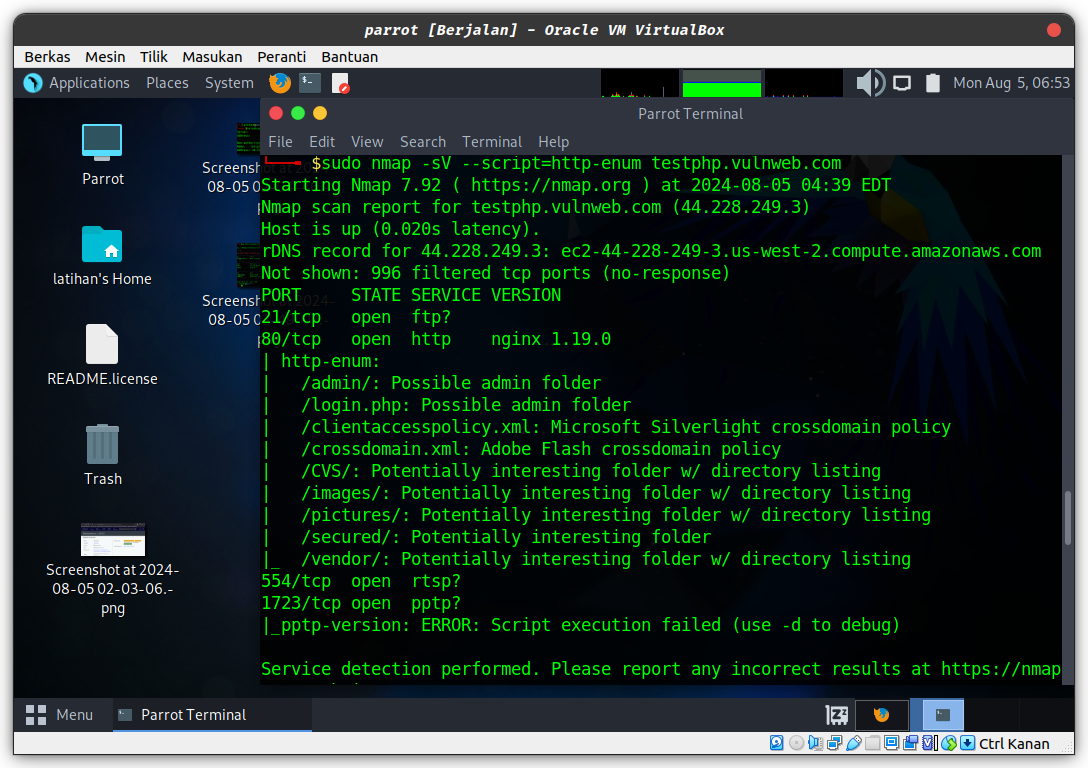 parrot [Berjalan] - Oracle VM VirtualBox
Berkas Mesin Tilik Masukan Peranti Bantuan
Applications Places System Mon Aug 5, 06:53
Parrot Terminal
File Edit View Search Terminal Help
Parrot
latihan's Home
README.license
Trash
Screenshot at 2024-
08-05 02-03-06.-
png
$sudo nmap -sV --script=http-enum testphp.vulnweb.com
Starting Nmap 7.92 ( https://nmap.org ) at 2024-08-05 04:39 EDT
Nmap scan report for testphp.vulnweb.com (44.228.249.3)
Host is up (0.020s latency).
rDNS record for 44.228.249.3: ec2-44-228-249-3.us-west-2.compute.amazonaws.com
Not shown: 996 filtered tcp ports (no-response)
PORT     STATE SERVICE VERSION
21/tcp   open  ftp?
80/tcp   open  http    nginx 1.19.0
| http-enum:
|   /admin/: Possible admin folder
|   /login.php: Possible admin folder
|   /clientaccesspolicy.xml: Microsoft Silverlight crossdomain policy
|   /crossdomain.xml: Adobe Flash crossdomain policy
|   /CVS/: Potentially interesting folder w/ directory listing
|   /images/: Potentially interesting folder w/ directory listing
|   /pictures/: Potentially interesting folder w/ directory listing
|   /secured/: Potentially interesting folder
|_  /vendor/: Potentially interesting folder w/ directory listing
554/tcp  open  rtsp?
1723/tcp open  pptp?
|_pptp-version: ERROR: Script execution failed (use -d to debug)
Service detection performed. Please report any incorrect results at https://nmap
Menu Parrot Terminal
Ctrl Kanan